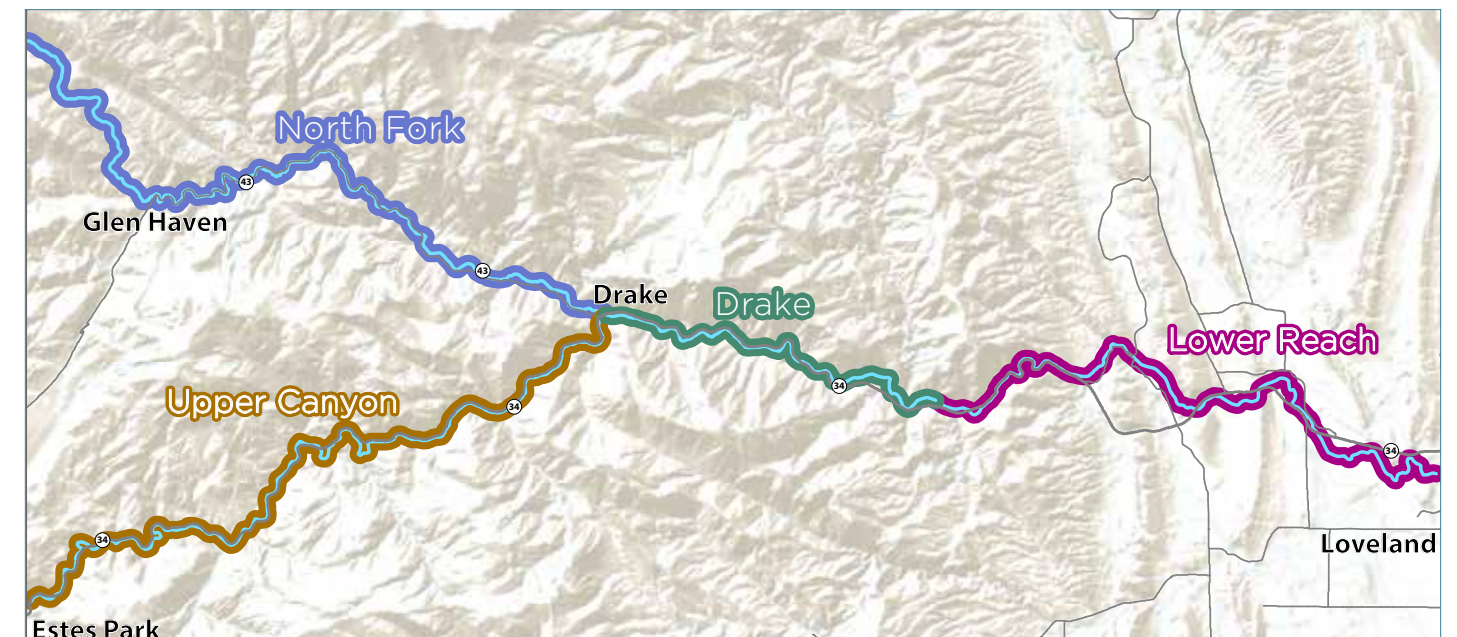 North Fork
43
Glen Haven
43
Drake
Drake
Lower Reach
34
Upper Canyon
34
34
34
Loveland
Estes Park